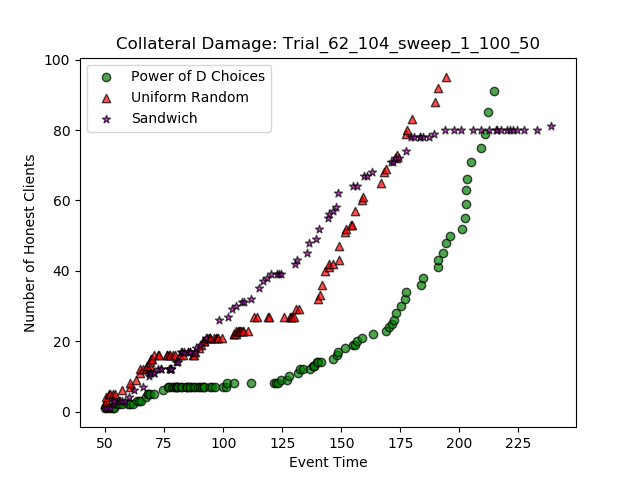 Collateral Damage: Trial_62_104_sweep_1_100_50
Power of D Choices
Uniform Random
Sandwich
100
80
60
40
20
0
Number of Honest Clients
50 75 100 125 150 175 200 225
Event Time